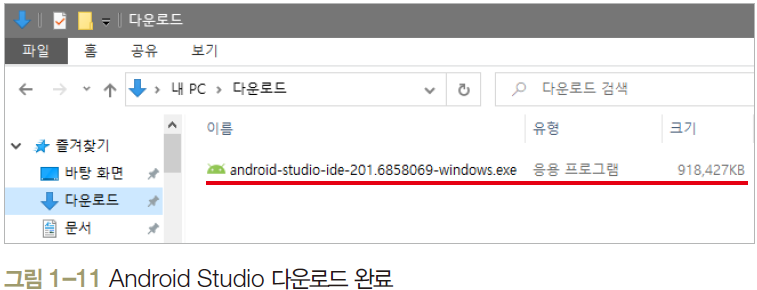 다운로드
파일 홈 공유 보기
내 PC 다운로드 다운로드 검색
이름 유형 크기
즐겨찾기
바탕 화면
android-studio-ide-201.6858069-windows.exe 응용 프로그램 918,427KB
다운로드
문서
그림 1-11 Android Studio 다운로드 완료